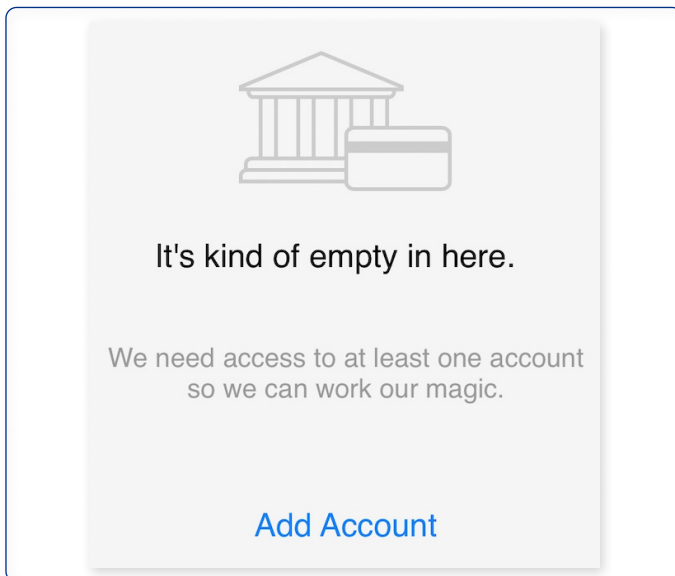 It's kind of empty in here.
We need access to at least one account
so we can work our magic.
Add Account